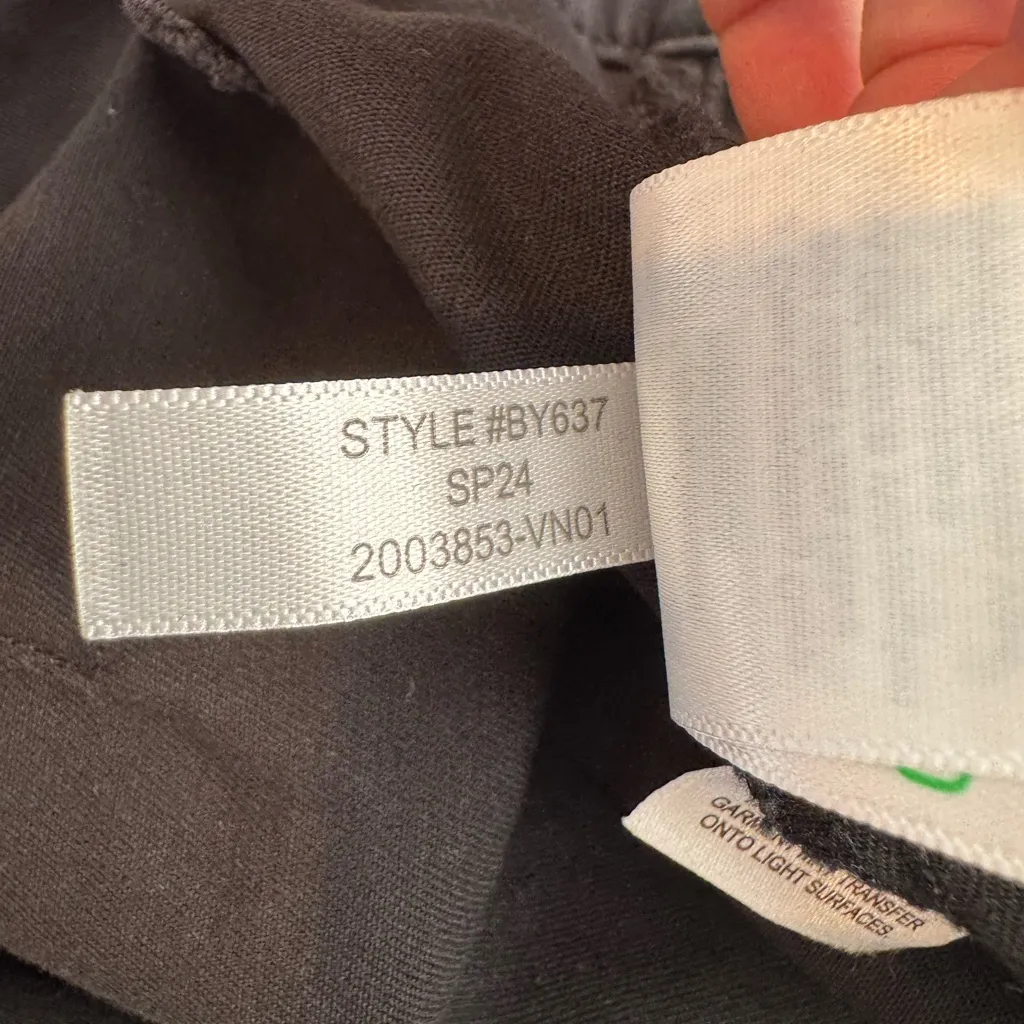 STYLE #BY637
SP24
2003853-VN01
TRANSFER
ONTO LIGHT SURFACES.